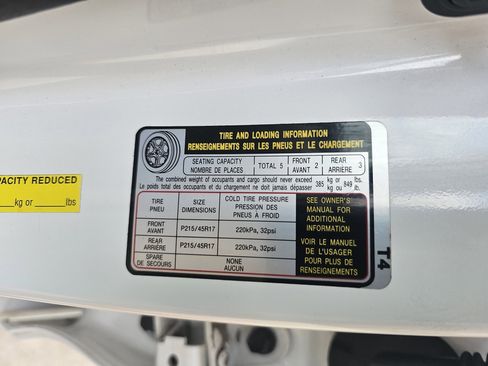 TIRE AND LOADING INFORMATION
RENSEIGNEMENTS SUR LES PNEUS ET LE CHARGEMENT
SEATING CAPACITY
NOMBRE DE PLACES
TOTAL 5
FRONT
AVANT 2
REAR
ARRIERE 3
The combined weight of occupants and cargo should never exceed 385 kg or 849 lbs.
Le poids total des occupants et du chargement ne doit jamais dépasser 385 kg ou 849 lb.
TIRE
PNEU
SIZE
DIMENSIONS
COLD TIRE PRESSURE
PRESSION DES
PNEUS À FROID
FRONT
AVANT
P215/45R17
220kPa, 32psi
REAR
ARRIERE
P215/45R17
220kPa, 32psi
SPARE
DE SECOURS
NONE
AUCUN
SEE OWNER'S
MANUAL FOR
ADDITIONAL
INFORMATION
VOIR LE MANUEL
DE L'USAGER
POUR PLUS DE
RENSEIGNEMENTS
T4
PACITY REDUCED
kg or lbs